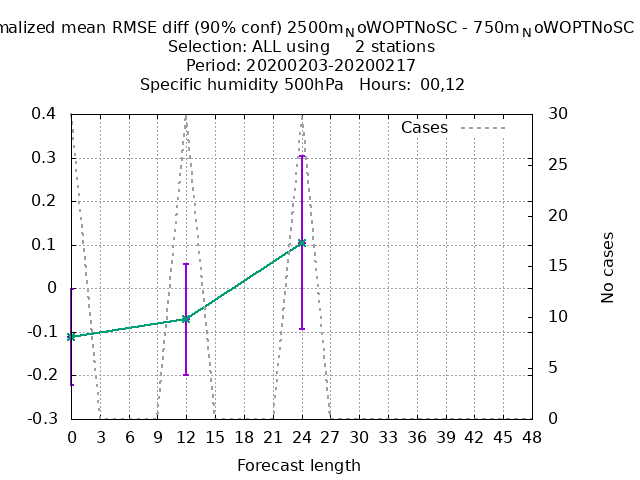 malized mean RMSE diff (90% conf) 2500mNoWOPTNoSC - 750mNoWOPTNoSC
Selection: ALL using 2 stations
Period: 20200203-20200217
Specific humidity 500hPa Hours: 00,12
Cases
0.4
0.3
0.2
0.1
0
-0.1
-0.2
-0.3
30
25
20
15
10
5
0
No cases
0 3 6 9 12 15 18 21 24 27 30 33 36 39 42 45 48
Forecast length